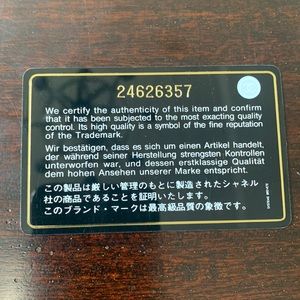 24626357
We certify the authenticity of this item and confirm
that it has been subjected to the most exacting quality
control. Its high quality is a symbol of the fine reputation
of the Trademark.
Wir bestätigen, dass es sich um einen Artikel handelt,
der während seiner Herstellung strengsten Kontrollen
unterworfen war, und dessen erstklassige Qualität
dem hohen Ansehen unserer Marke entspricht.
この製品は厳しい管理のもとに製造されたシャネル
社の商品であることを証明いたします。
このブランド・マークは最高級品質の象徴です。